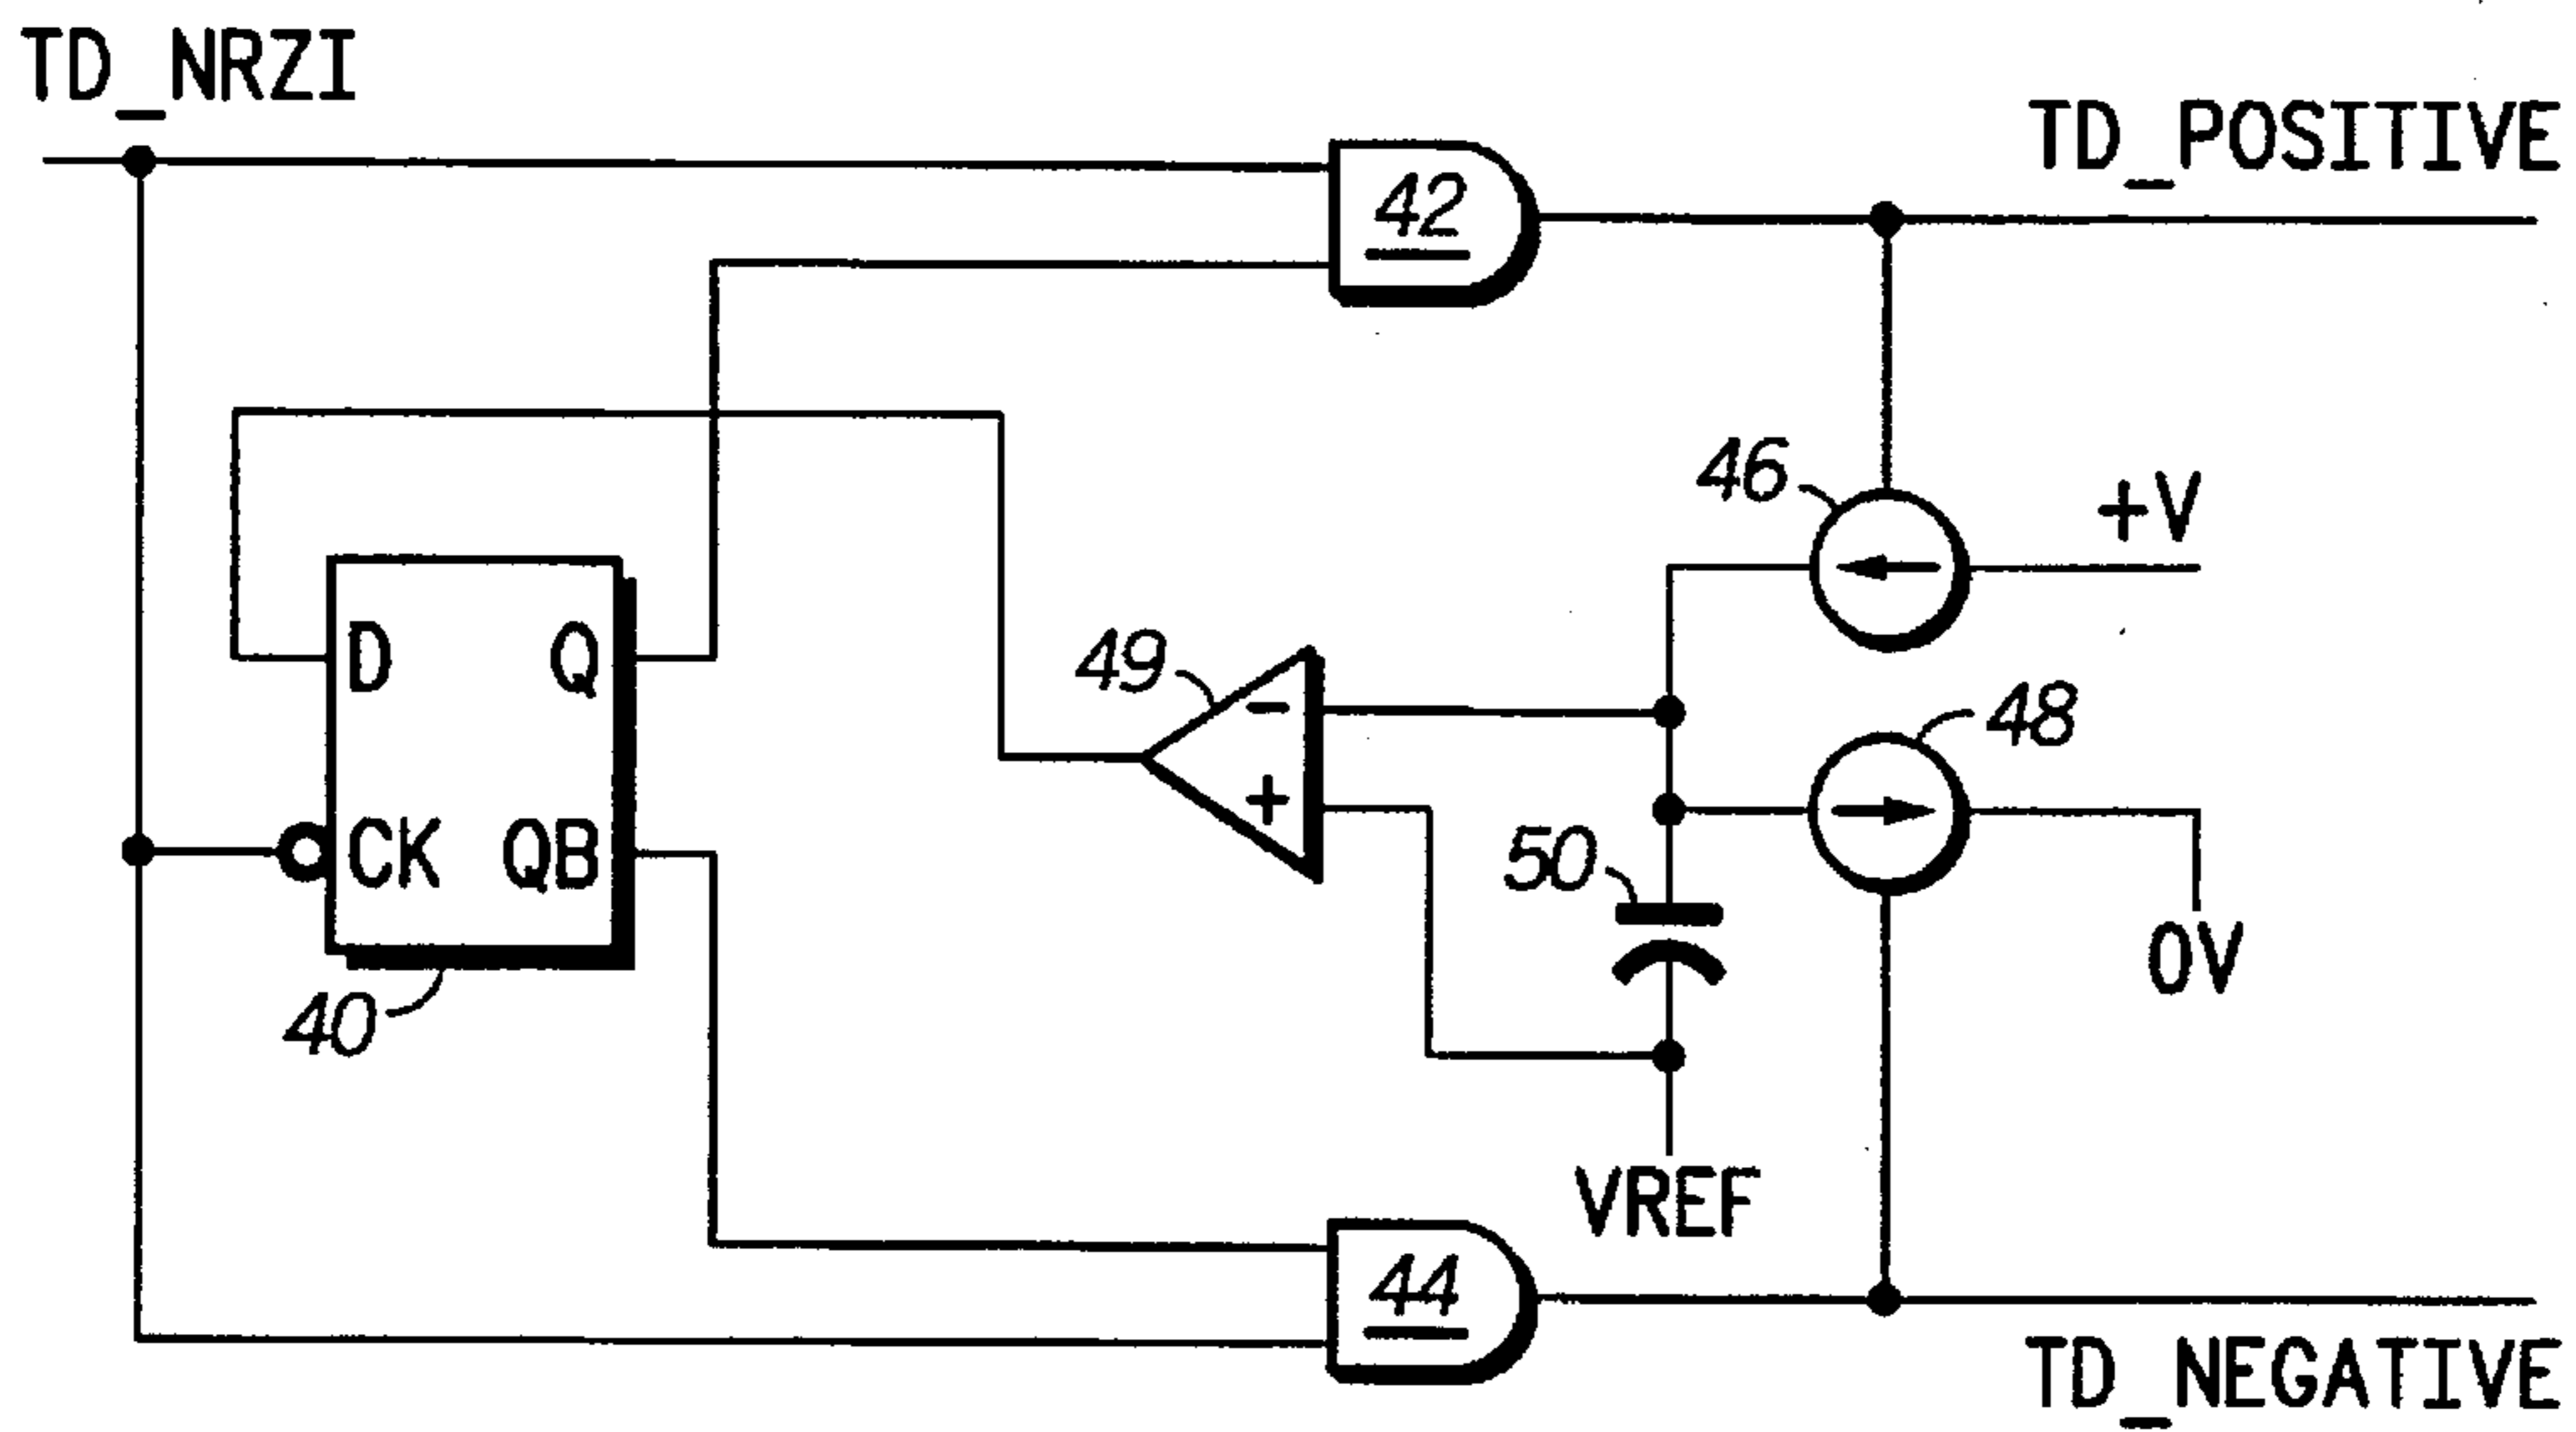 TD_NRZI
TD_POSITIVE
42
46
+V
49
D Q
-
48
+
CK QB
50
0V
40
VREF
44
TD_NEGATIVE